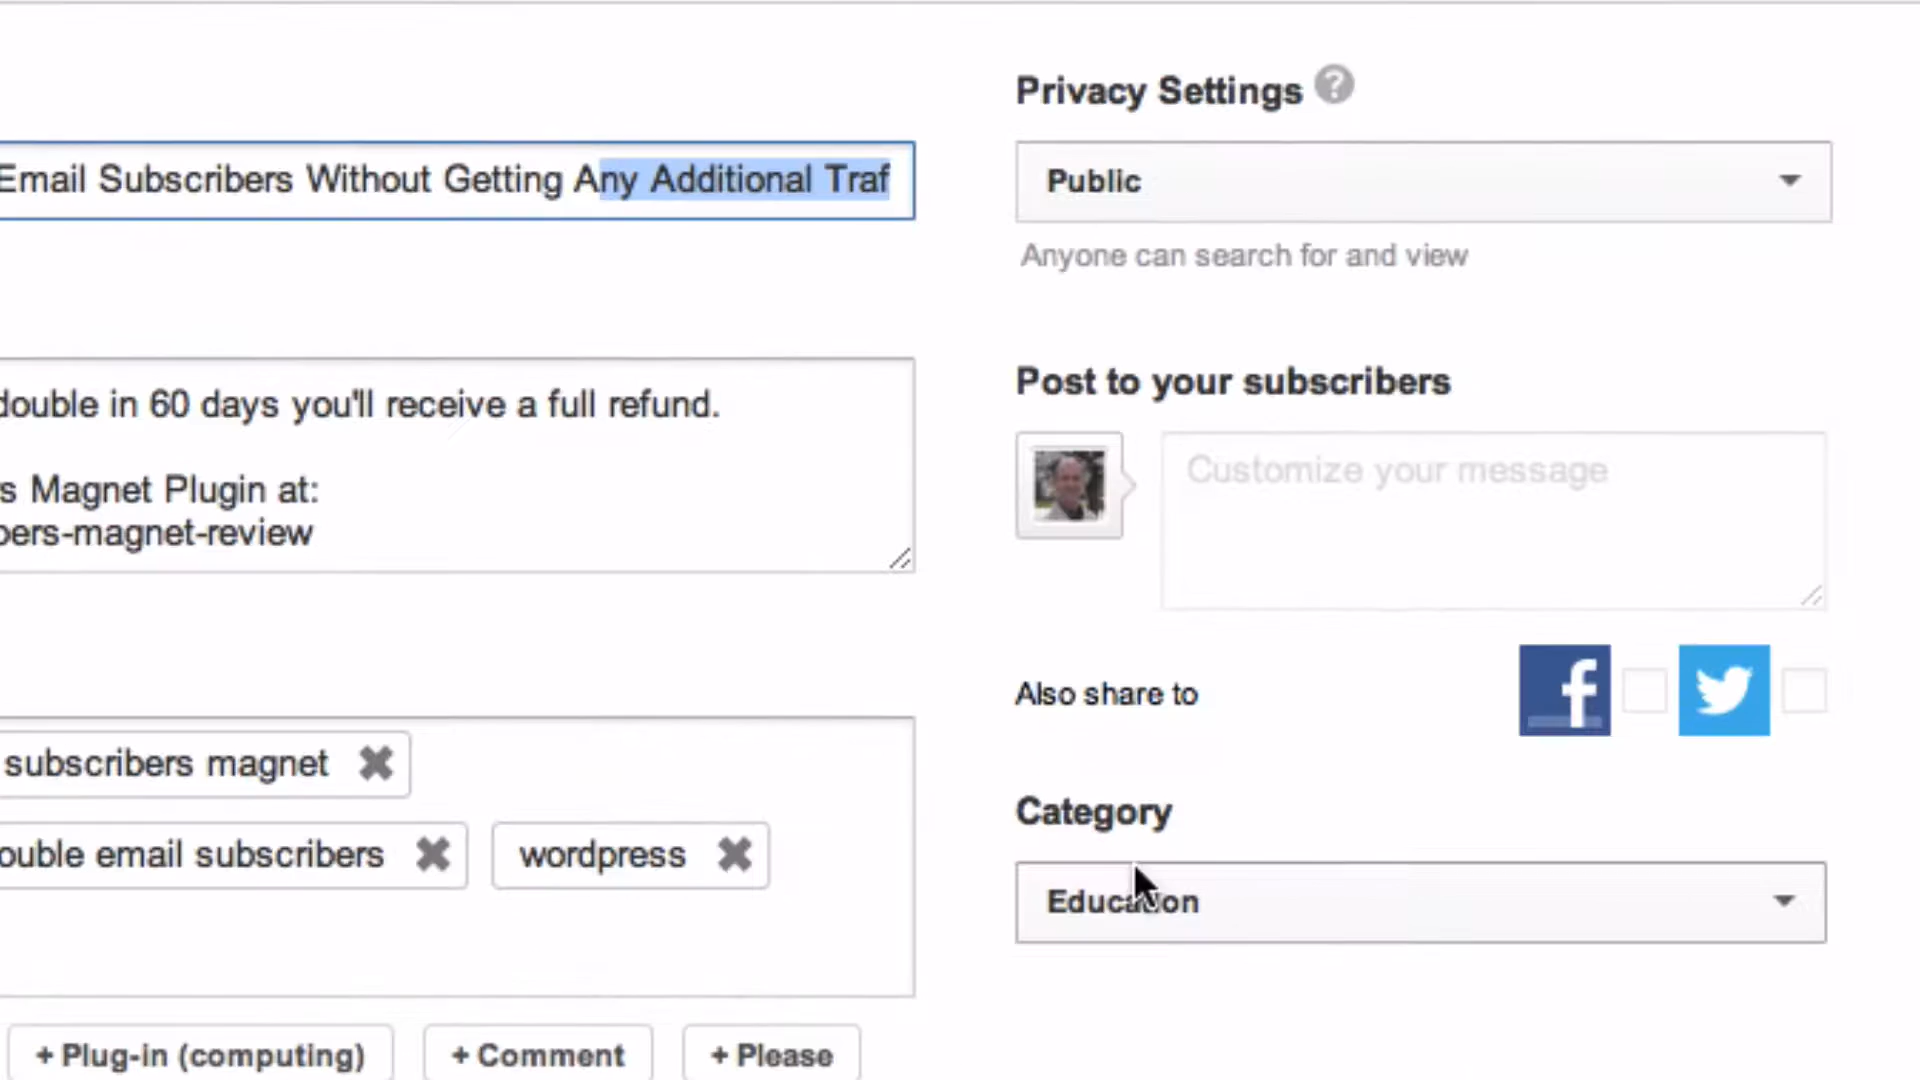 Privacy Settings ?
Email Subscribers Without Getting Any Additional Traf
Public
Anyone can search for and view
Post to your subscribers
double in 60 days you'll receive a full refund.
Customize your message
s Magnet Plugin at:
bers-magnet-review
Also share to
f
subscribers magnet
Category
ouble email subscribers
wordpress
Education
+ Plug-in (computing)
+ Comment
+ Please